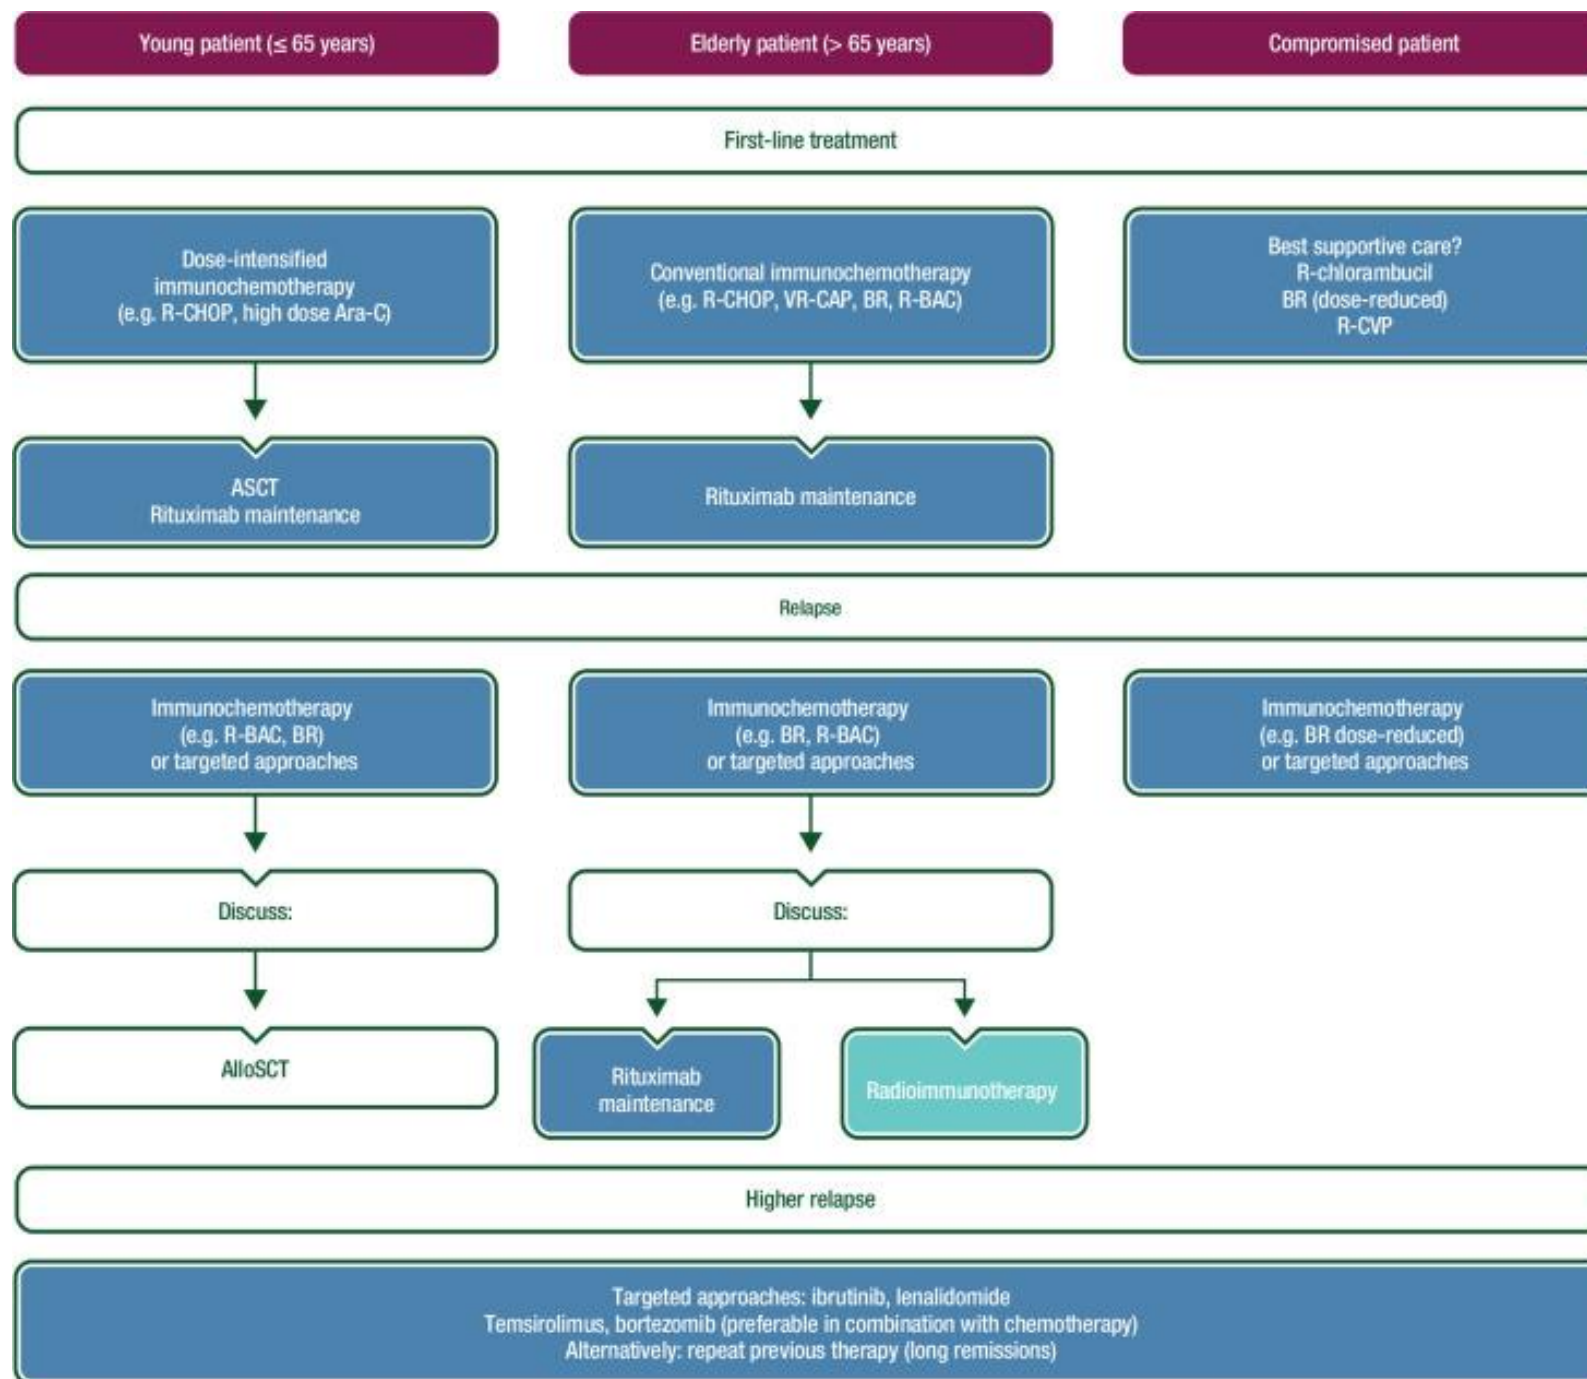 Young patient (≤ 65 years)
Elderly patient (> 65 years)
Compromised patient
First-line treatment
Dose-intensified
immunochemotherapy
(e.g. R-CHOP, high dose Ara-C)
Conventional immunochemotherapy
(e.g. R-CHOP, VR-CAP, BR, R-BAC)
Best supportive care?
R-chlorambucil
BR (dose-reduced)
R-CVP
ASCT
Rituximab maintenance
Rituximab maintenance
Relapse
Immunochemotherapy
(e.g. R-BAC, BR)
or targeted approaches
Immunochemotherapy
(e.g. BR, R-BAC)
or targeted approaches
Immunochemotherapy
(e.g. BR dose-reduced)
or targeted approaches
Discuss:
Discuss:
AlloSCT
Rituximab
maintenance
Radioimmunotherapy
Higher relapse
Targeted approaches: ibrutinib, lenalidomide
Temsirolimus, bortezomib (preferable in combination with chemotherapy)
Alternatively: repeat previous therapy (long remissions)